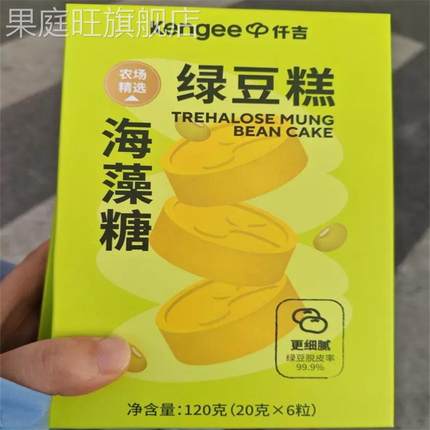 果庭旺旗舰店
Kengee 仟吉
农场
精选
绿豆糕
TREHALOSE MUNG
BEAN CAKE
海藻糖
更细腻
绿豆脱皮率
99.9%
净含量:120克(20克×6粒)